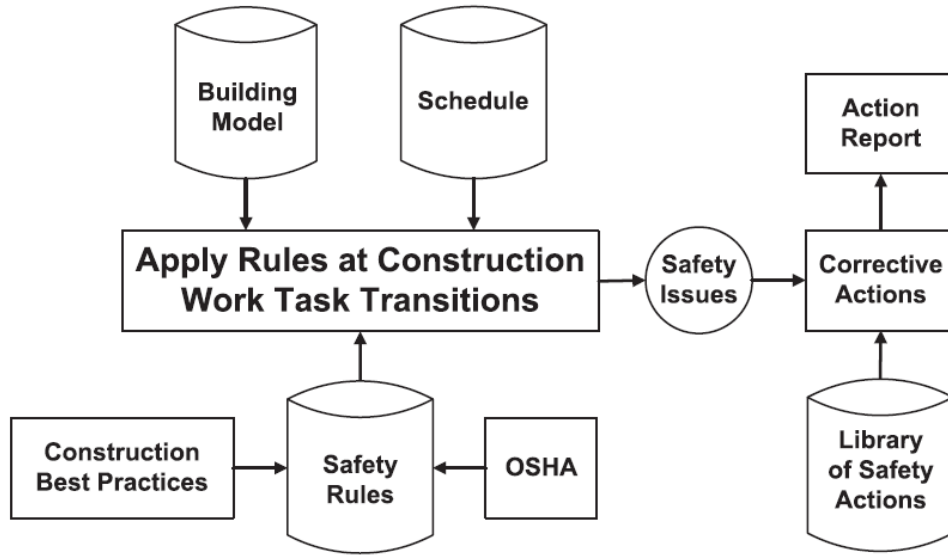 Building
Model
Schedule
Action
Report
Apply Rules at Construction
Work Task Transitions
Safety
Issues
Corrective
Actions
Construction
Best Practices
Safety
Rules
OSHA
Library
of Safety
Actions